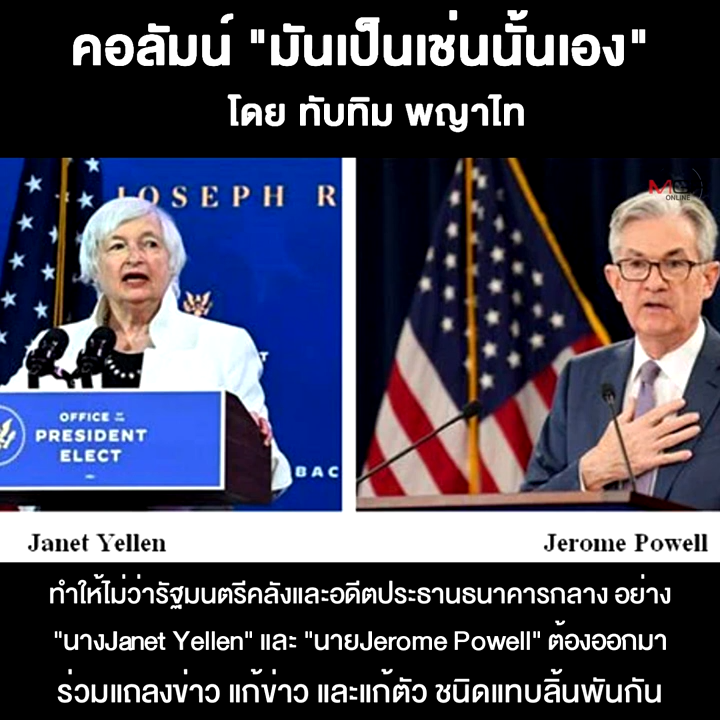 คอลัมน์ "มันเป็นเช่นนั้นเอง"
โดย ทับทิม พญาไท
JOSEPH R
MGR
ONLINE
OFFICE OF THE
PRESIDENT
ELECT
BAC
Janet Yellen
Jerome Powell
ทำให้ไม่ว่ารัฐมนตรีคลังและอดีตประธานธนาคารกลาง อย่าง
"นางJanet Yellen" และ "นายJerome Powell" ต้องออกมา
ร่วมแถลงข่าว แก้ข่าว และแก้ตัว ชนิดแทบลิ้นพันกัน